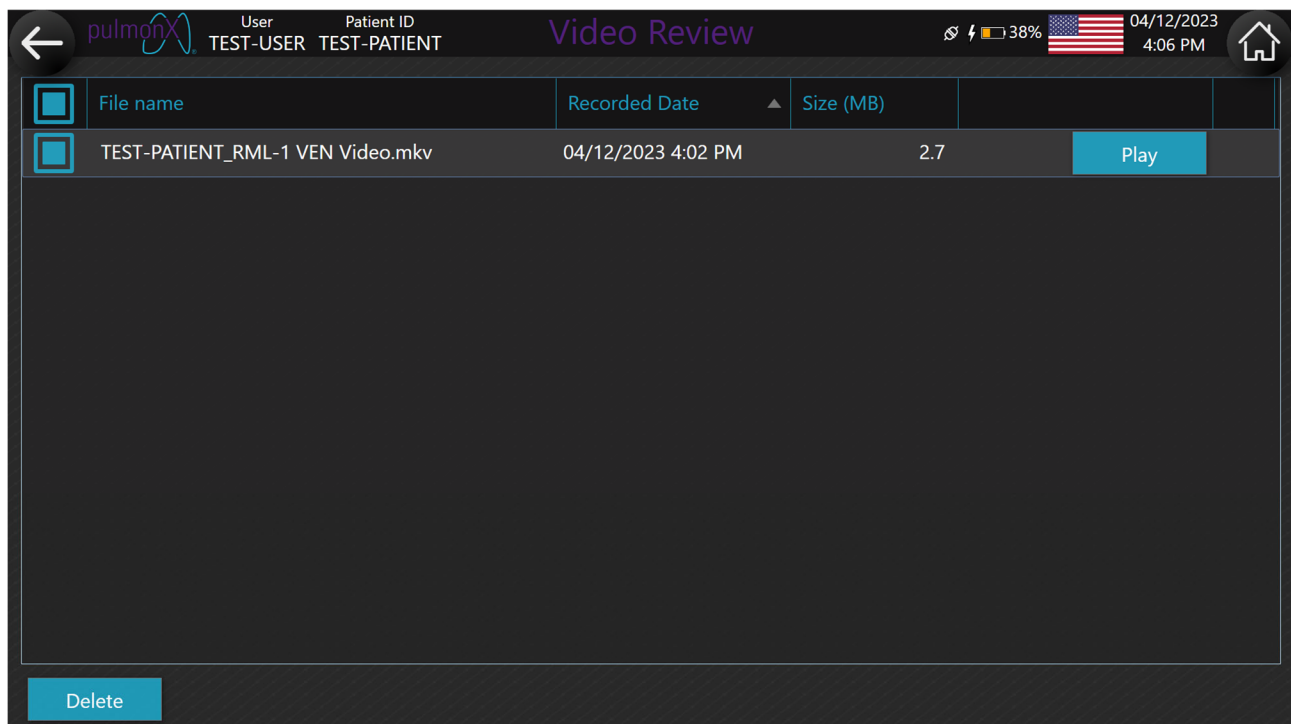 pulmonX®
User
TEST-USER
Patient ID
TEST-PATIENT
Video Review
38%
04/12/2023
4:06 PM
File name
Recorded Date
Size (MB)
TEST-PATIENT_RML-1 VEN Video.mkv
04/12/2023 4:02 PM
2.7
Play
Delete